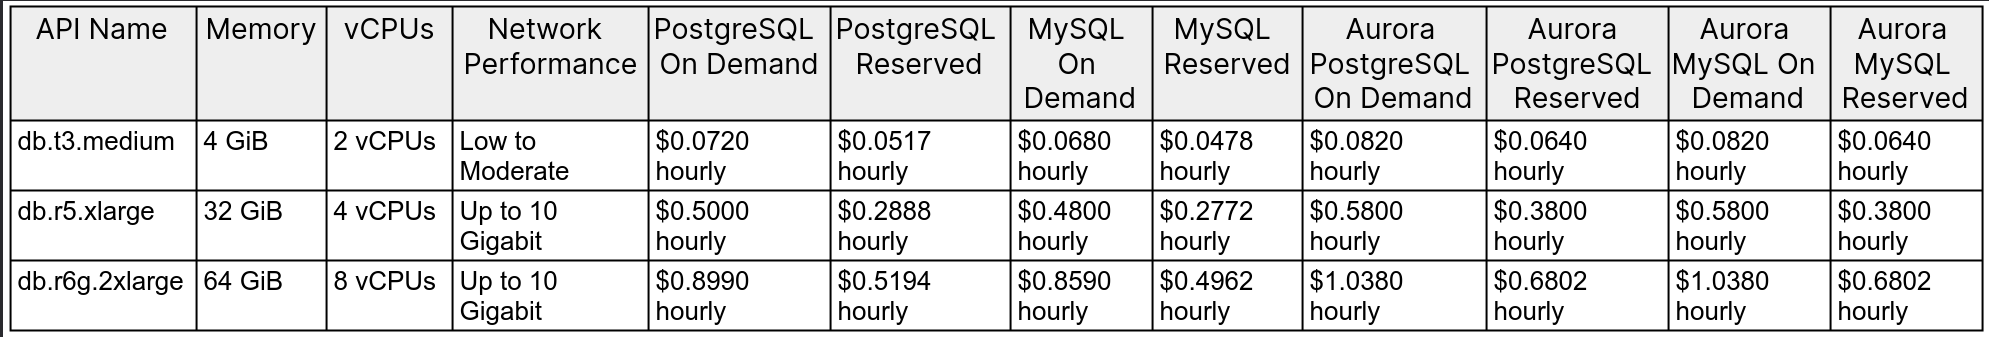 API Name Memory vCPUs Network Performance PostgreSQL On Demand PostgreSQL Reserved MySQL On Demand MySQL Reserved Aurora PostgreSQL On Demand Aurora PostgreSQL Reserved Aurora MySQL On Demand Aurora MySQL Reserved
db.t3.medium 4 GiB 2 vCPUs Low to Moderate $0.0720 hourly $0.0517 hourly $0.0680 hourly $0.0478 hourly $0.0820 hourly $0.0640 hourly $0.0820 hourly $0.0640 hourly
db.r5.xlarge 32 GiB 4 vCPUs Up to 10 Gigabit $0.5000 hourly $0.2888 hourly $0.4800 hourly $0.2772 hourly $0.5800 hourly $0.3800 hourly $0.5800 hourly $0.3800 hourly
db.r6g.2xlarge 64 GiB 8 vCPUs Up to 10 Gigabit $0.8990 hourly $0.5194 hourly $0.8590 hourly $0.4962 hourly $1.0380 hourly $0.6802 hourly $1.0380 hourly $0.6802 hourly